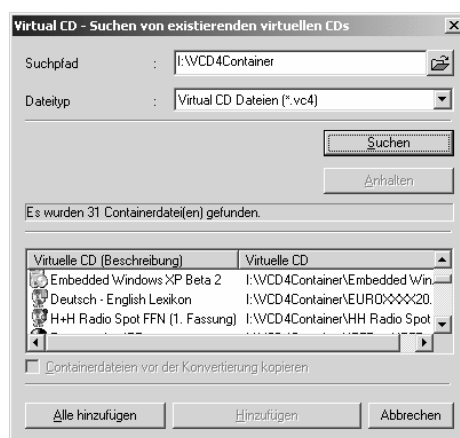 Virtual CD - Suchen von existierenden virtuellen CDs
Suchpfad : I:\VCD4Container
Dateityp : Virtual CD Dateien (*.vc4)
Suchen
Anhalten
Es wurden 31 Containerdatei(en) gefunden.
Virtuelle CD (Beschreibung) Virtuelle CD
Embedded Windows XP Beta 2 I:\VCD4Container\Embedded Win
Deutsch - English Lexikon I:\VCD4Container\EUROXXX20.
H+H Radio Spot FFN (1. Fassung) I:\VCD4Container\HH Radio Spot
Containerdateien vor der Konvertierung kopieren
Alle hinzufügen Hinzufügen Abbrechen